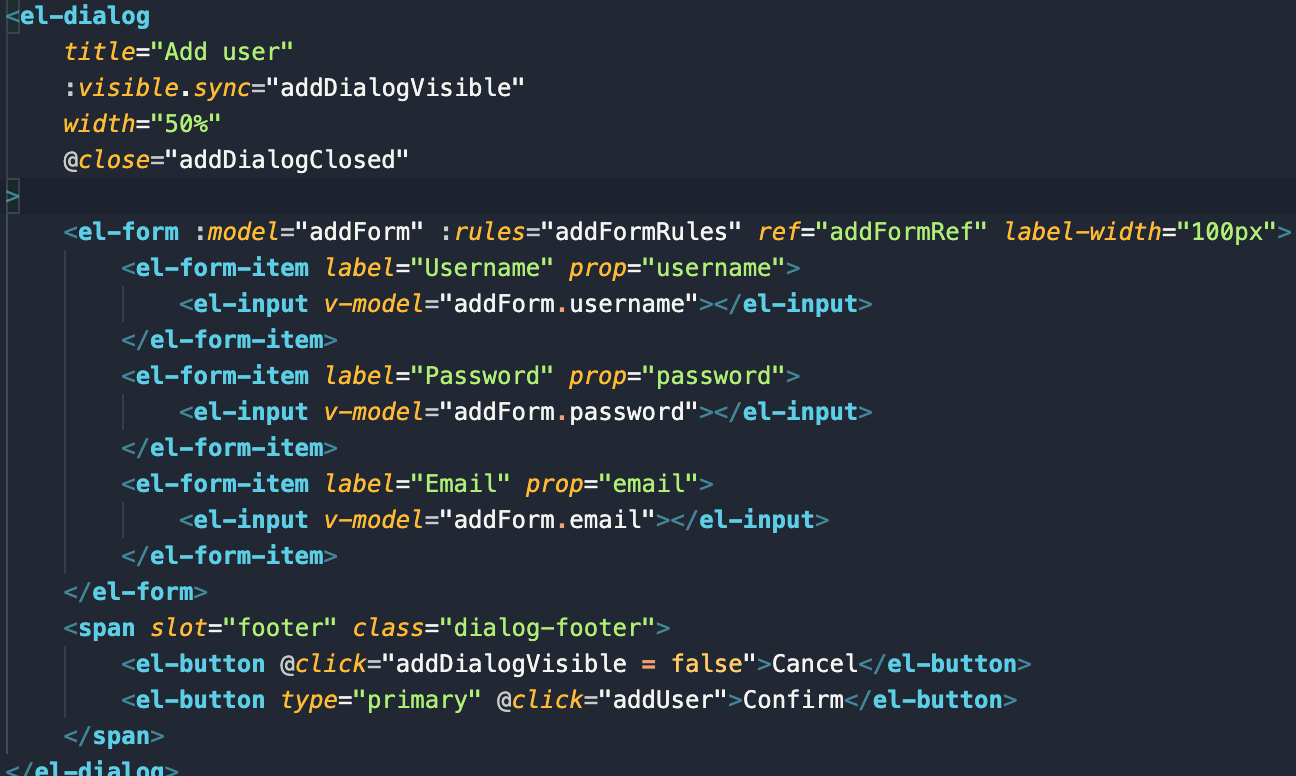 <el-dialog
    title="Add user"
    :visible.sync="addDialogVisible"
    width="50%"
    @close="addDialogClosed"
>
    <el-form :model="addForm" :rules="addFormRules" ref="addFormRef" label-width="100px">
        <el-form-item label="Username" prop="username">
            <el-input v-model="addForm.username"></el-input>
        </el-form-item>
        <el-form-item label="Password" prop="password">
            <el-input v-model="addForm.password"></el-input>
        </el-form-item>
        <el-form-item label="Email" prop="email">
            <el-input v-model="addForm.email"></el-input>
        </el-form-item>
    </el-form>
    <span slot="footer" class="dialog-footer">
        <el-button @click="addDialogVisible = false">Cancel</el-button>
        <el-button type="primary" @click="addUser">Confirm</el-button>
    </span>
</el-dialog>